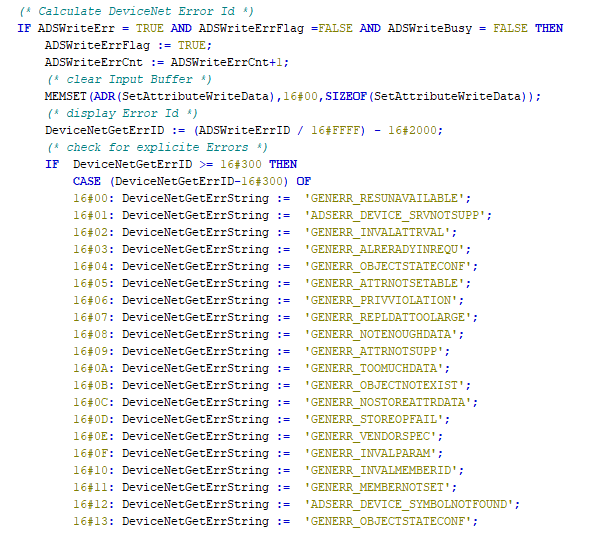 (* Calculate DeviceNet Error Id *)
IF ADSWriteErr = TRUE AND ADSWriteErrFlag =FALSE AND ADSWriteBusy = FALSE THEN
ADSWriteErrFlag := TRUE;
ADSWriteErrCnt := ADSWriteErrCnt+1;
(* clear Input Buffer *)
MEMSET(ADR(SetAttributeWriteData),16#00,SIZEOF(SetAttributeWriteData));
(* display Error Id *)
DeviceNetGetErrID := (ADSWriteErrID / 16#FFFF) - 16#2000;
(* check for explicite Errors *)
IF  DeviceNetGetErrID >= 16#300 THEN
CASE (DeviceNetGetErrID-16#300) OF
16#00: DeviceNetGetErrString :=  'GENERR_RESUNAVAILABLE';
16#01: DeviceNetGetErrString :=  'ADSERR_DEVICE_SRVNOTSUPP';
16#02: DeviceNetGetErrString :=  'GENERR_INVALATTRVAL';
16#03: DeviceNetGetErrString :=  'GENERR_ALRERADYINREQU';
16#04: DeviceNetGetErrString :=  'GENERR_OBJECTSTATECONF';
16#05: DeviceNetGetErrString :=  'GENERR_ATTRNOTSETABLE';
16#06: DeviceNetGetErrString :=  'GENERR_PRIVVIOLATION';
16#07: DeviceNetGetErrString :=  'GENERR_REPLDATTOOLARGE';
16#08: DeviceNetGetErrString :=  'GENERR_NOTENOUGHDATA';
16#09: DeviceNetGetErrString :=  'GENERR_ATTRNOTSUPP';
16#0A: DeviceNetGetErrString :=  'GENERR_TOOMUCHDATA';
16#0B: DeviceNetGetErrString :=  'GENERR_OBJECTNOTEXIST';
16#0C: DeviceNetGetErrString :=  'GENERR_NOSTOREATTRDATA';
16#0D: DeviceNetGetErrString :=  'GENERR_STOREOPFAIL';
16#0E: DeviceNetGetErrString :=  'GENERR_VENDORSPEC';
16#0F: DeviceNetGetErrString :=  'GENERR_INVALPARAM';
16#10: DeviceNetGetErrString :=  'GENERR_INVALMEMBERID';
16#11: DeviceNetGetErrString :=  'GENERR_MEMBERNOTSET';
16#12: DeviceNetGetErrString :=  'ADSERR_DEVICE_SYMBOLNOTFOUND';
16#13: DeviceNetGetErrString :=  'GENERR_OBJECTSTATECONF';